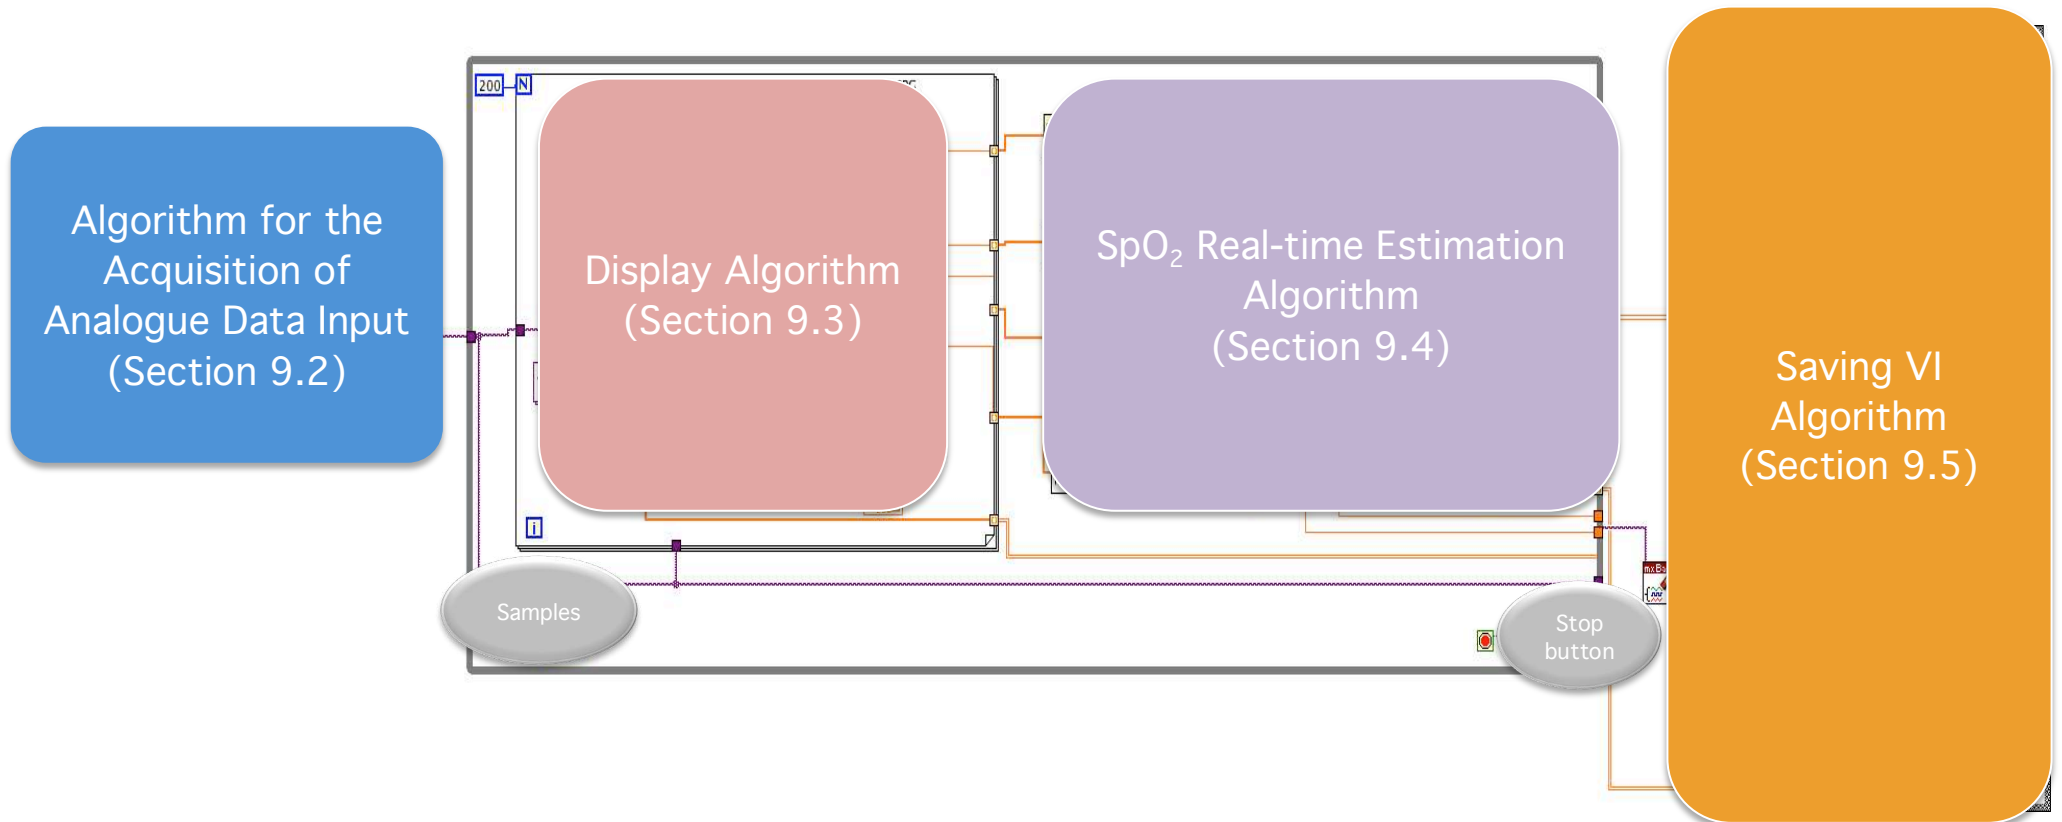 200
N
Algorithm for the
Acquisition of
Analogue Data Input
(Section 9.2)
Display Algorithm
(Section 9.3)
SpO₂ Real-time Estimation
Algorithm
(Section 9.4)
Saving VI
Algorithm
(Section 9.5)
i
Samples
Stop
button